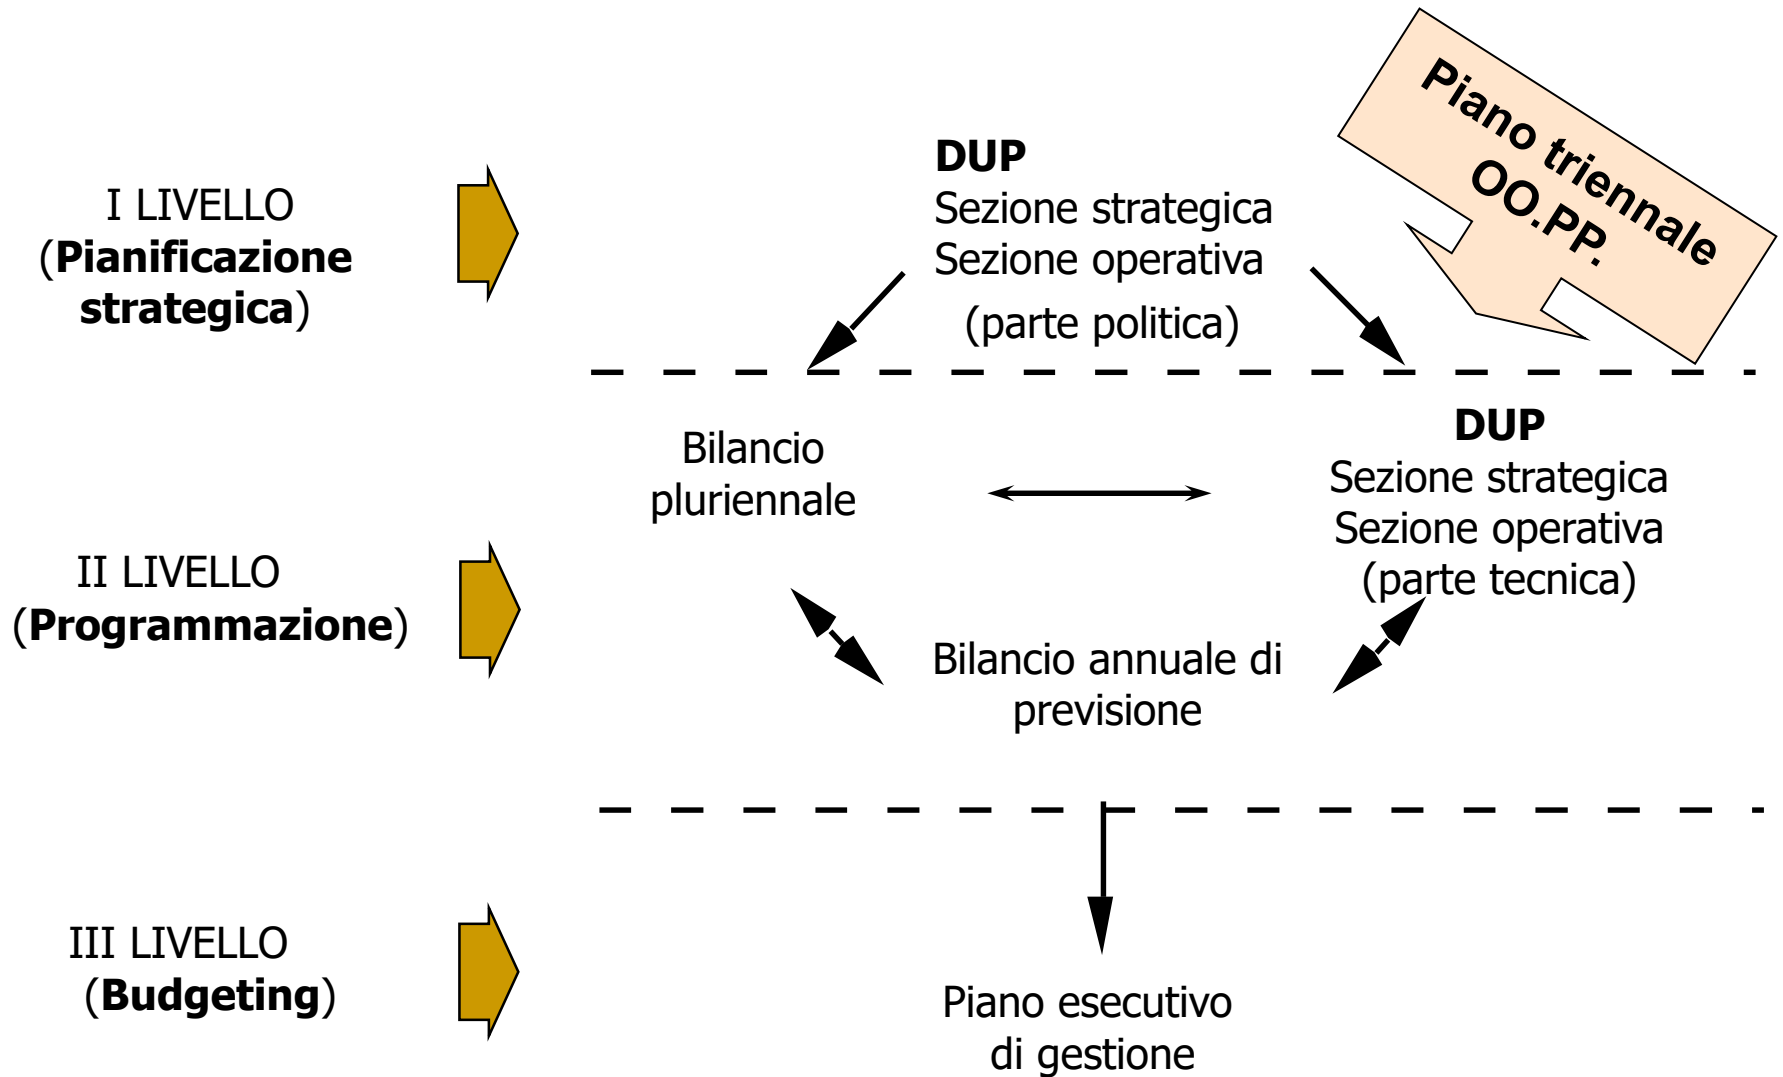 Piano triennale
OO.PP.
DUP
Sezione strategica
Sezione operativa
(parte politica)
I LIVELLO
(Pianificazione
strategica)
DUP
Sezione strategica
Sezione operativa
(parte tecnica)
Bilancio
pluriennale
II LIVELLO
(Programmazione)
Bilancio annuale di
previsione
III LIVELLO
(Budgeting)
Piano esecutivo
di gestione